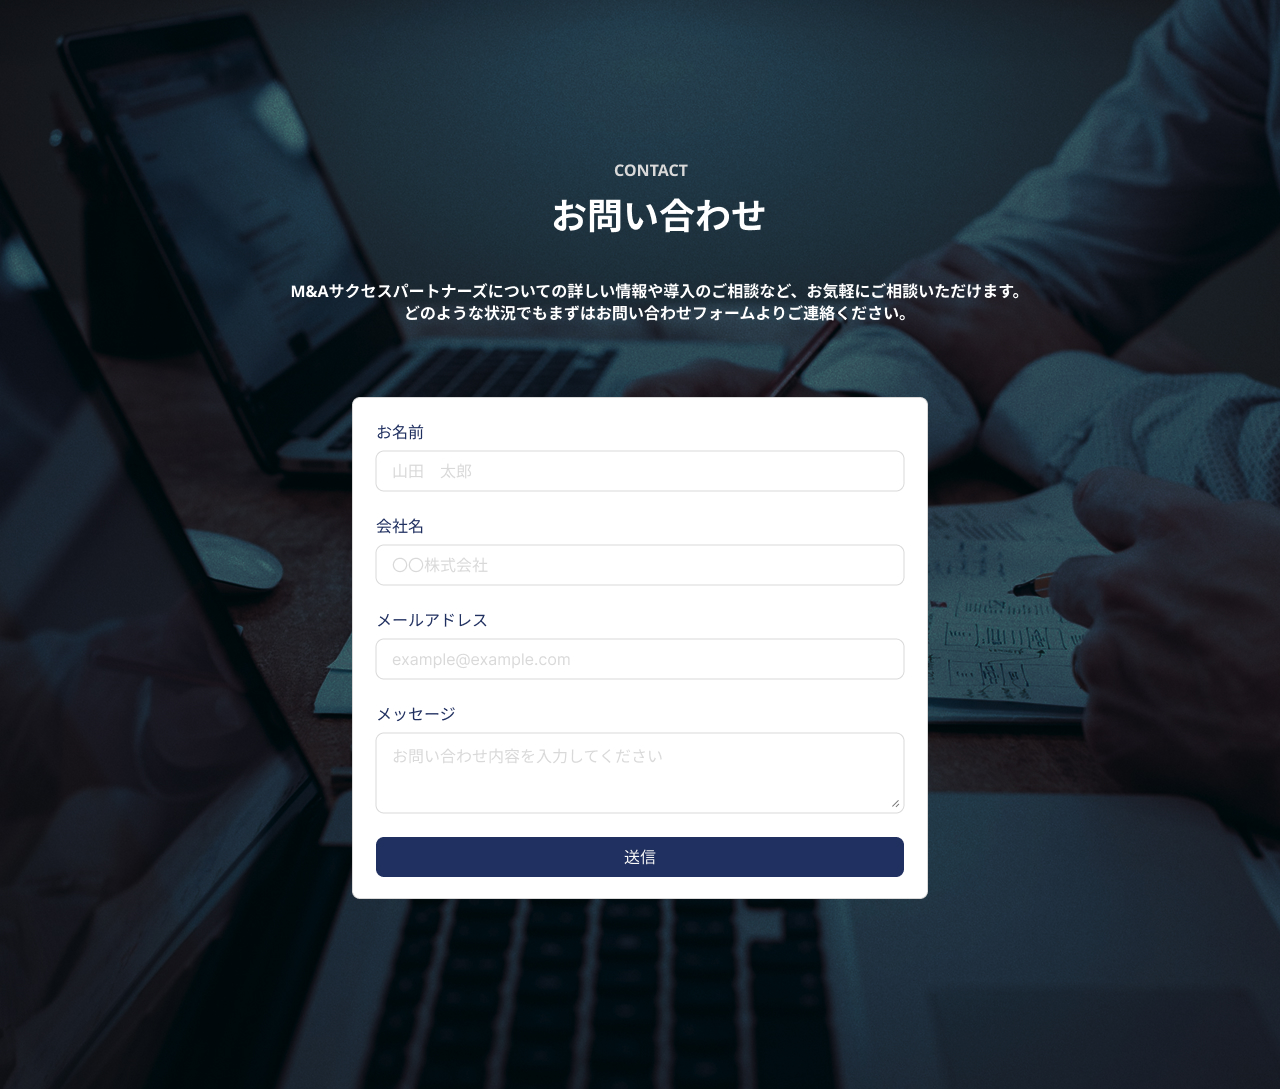 CONTACT
お問い合わせ
M&Aサクセスパートナーズについての詳しい情報や導入のご相談など、お気軽にご相談いただけます。
どのような状況でもまずはお問い合わせフォームよりご連絡ください。
お名前
山田　太郎
会社名
〇〇株式会社
メールアドレス
example@example.com
メッセージ
お問い合わせ内容を入力してください
送信